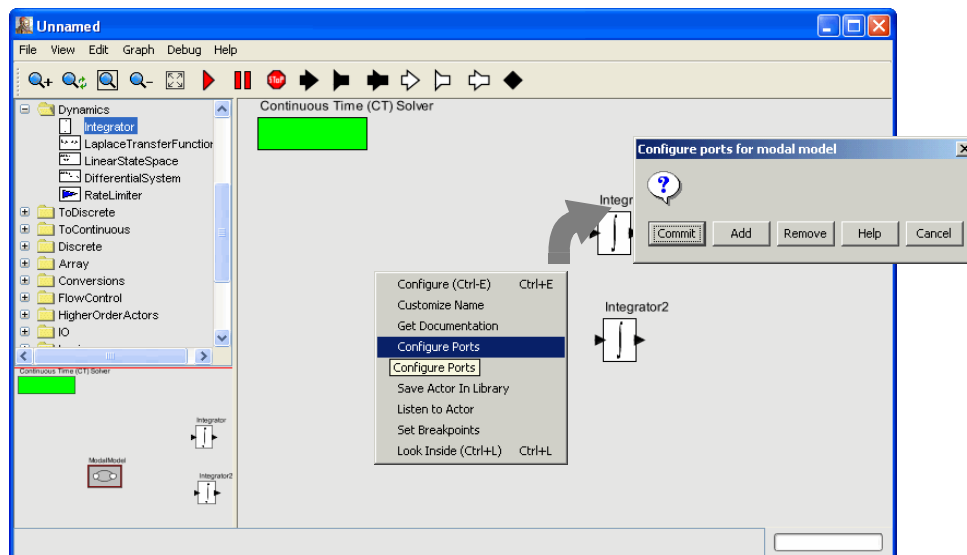 Unnamed
File View Edit Graph Debug Help
STOP
Dynamics
Integrator
LaplaceTransferFunction
LinearStateSpace
DifferentialSystem
RateLimiter
ToDiscrete
ToContinuous
Discrete
Array
Conversions
FlowControl
HigherOrderActors
IO
Continuous Time (CT) Solver
Integrator
ModalModel
Integrator2
Continuous Time (CT) Solver
Integr
Integrator2
Configure (Ctrl-E) Ctrl+E
Customize Name
Get Documentation
Configure Ports
Configure Ports
Save Actor In Library
Listen to Actor
Set Breakpoints
Look Inside (Ctrl+L) Ctrl+L
Configure ports for modal model
Commit Add Remove Help Cancel